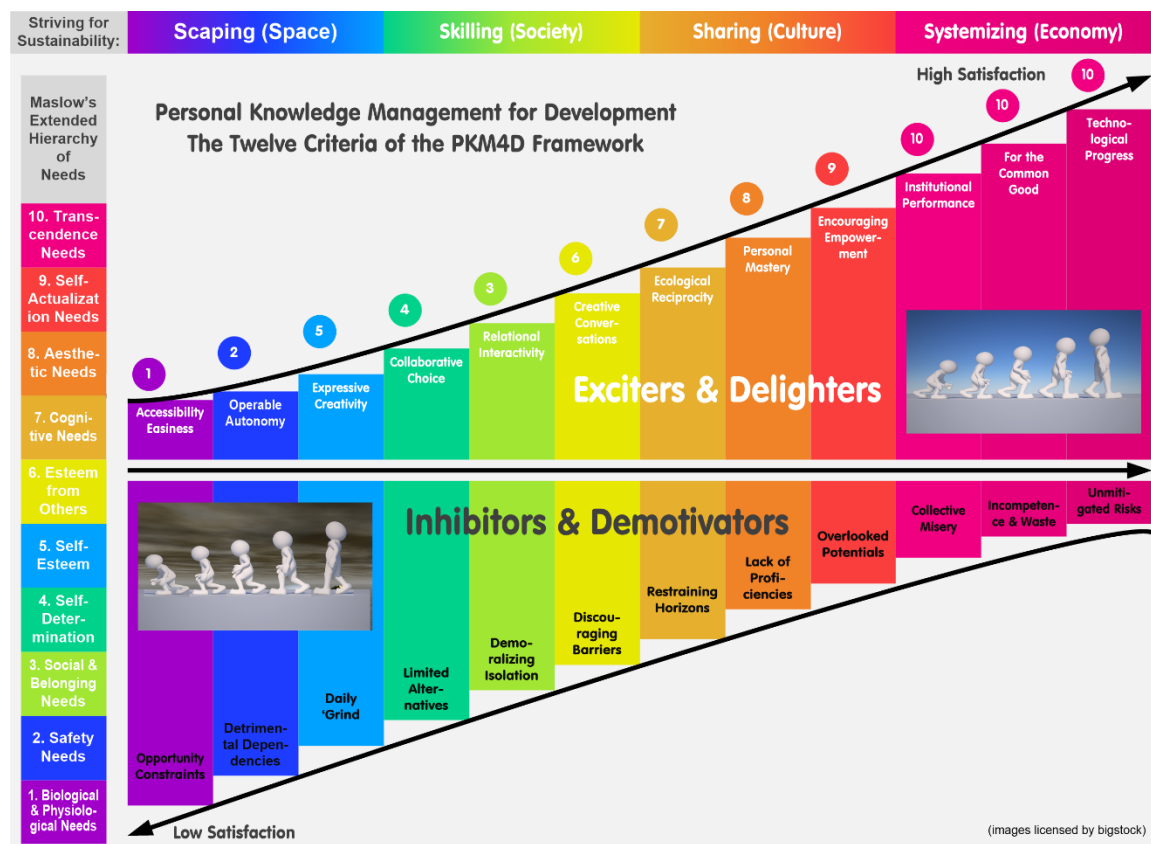 Striving for
Sustainability:
Scaping (Space)
Skilling (Society)
Sharing (Culture)
Systemizing (Economy)
Maslow's
Extended
Hierarchy
of
Needs
10. Trans-
cendence
Needs
9. Self-
Actualizat
ion Needs
8. Aesthe-
tic Needs
7. Cogni-
tive Needs
6. Esteem
from
Others
5. Self-
Esteem
4. Self-
Deter-
mination
3. Social &
Belonging
Needs
2. Safety
Needs
1. Biological
& Physiolo-
gical Needs
Personal Knowledge Management for Development
The Twelve Criteria of the PKM4D Framework
High Satisfaction
1
2
5
4
3
6
7
8
9
10
10
10
Accessibility
Easiness
Operable
Autonomy
Expressive
Creativity
Collaborative
Choice
Relational
Interactivity
Creative
Conver-
sations
Ecological
Reciprocity
Personal
Mastery
Encouraging
Empower-
ment
Institutional
Performance
For the
Common
Good
Techno-
logical
Progress
Exciters & Delighters
Inhibitors & Demotivators
Opportunity
Constraints
Detrimen-
tal Depen-
dencies
Daily
'Grind
Limited
Alter-
natives
Demo-
ralizing
Isolation
Discou-
raging
Barriers
Restraining
Horizons
Lack of
Profi-
ciencies
Overlooked
Potentials
Collective
Misery
Incompeten-
ce & Waste
Unmiti-
gated Risks
Low Satisfaction
(images licensed by bigstock)